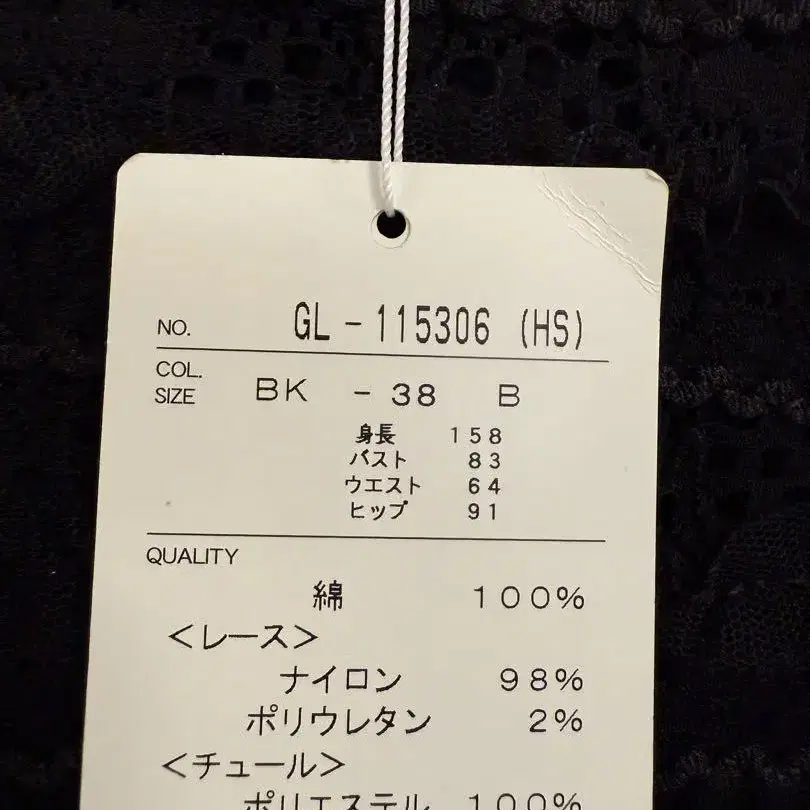 NO. GL-115306 (HS)
COL.
SIZE BK -38 B
身長 158
バスト 83
ウエスト 64
ヒップ 91
QUALITY
綿 100%
<レース>
ナイロン 98%
ポリウレタン 2%
<チュール>
ポリエステル 100%